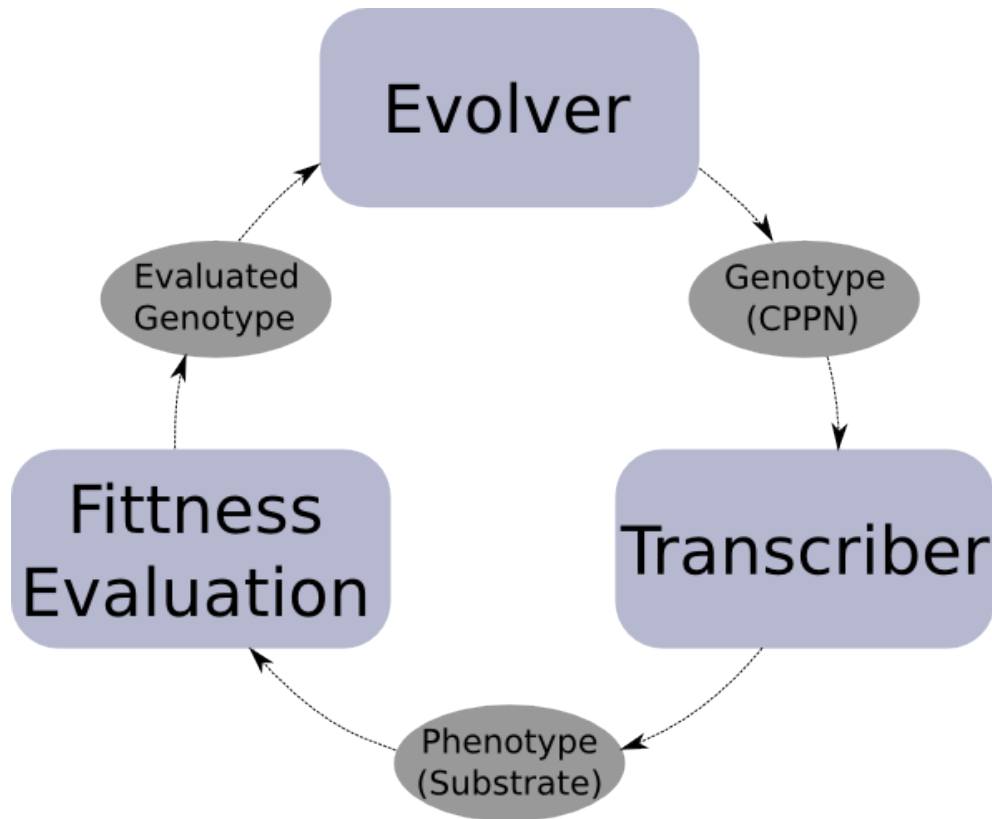 Evolver
Evaluated
Genotype
Genotype
(CPPN)
Fittness
Evaluation
Transcriber
Phenotype
(Substrate)